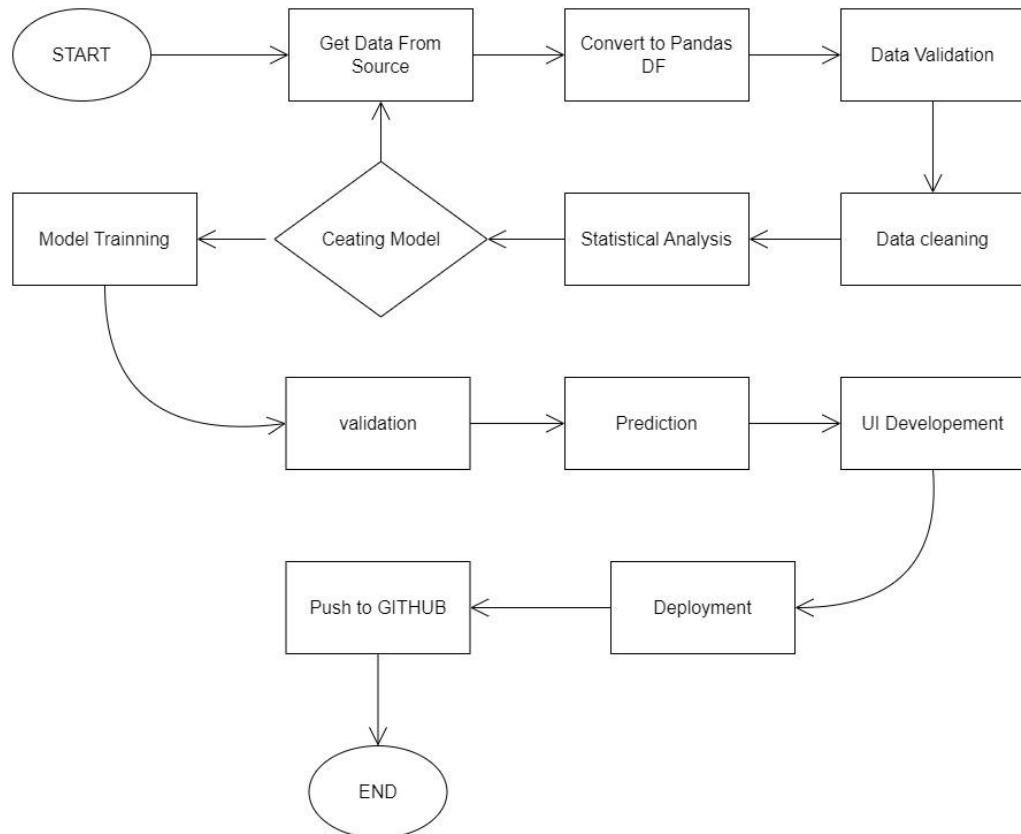 START
Get Data From
Source
Convert to Pandas
DF
Data Validation
Model Trainning
Ceating Model
Statistical Analysis
Data cleaning
validation
Prediction
UI Developement
Push to GITHUB
Deployment
END